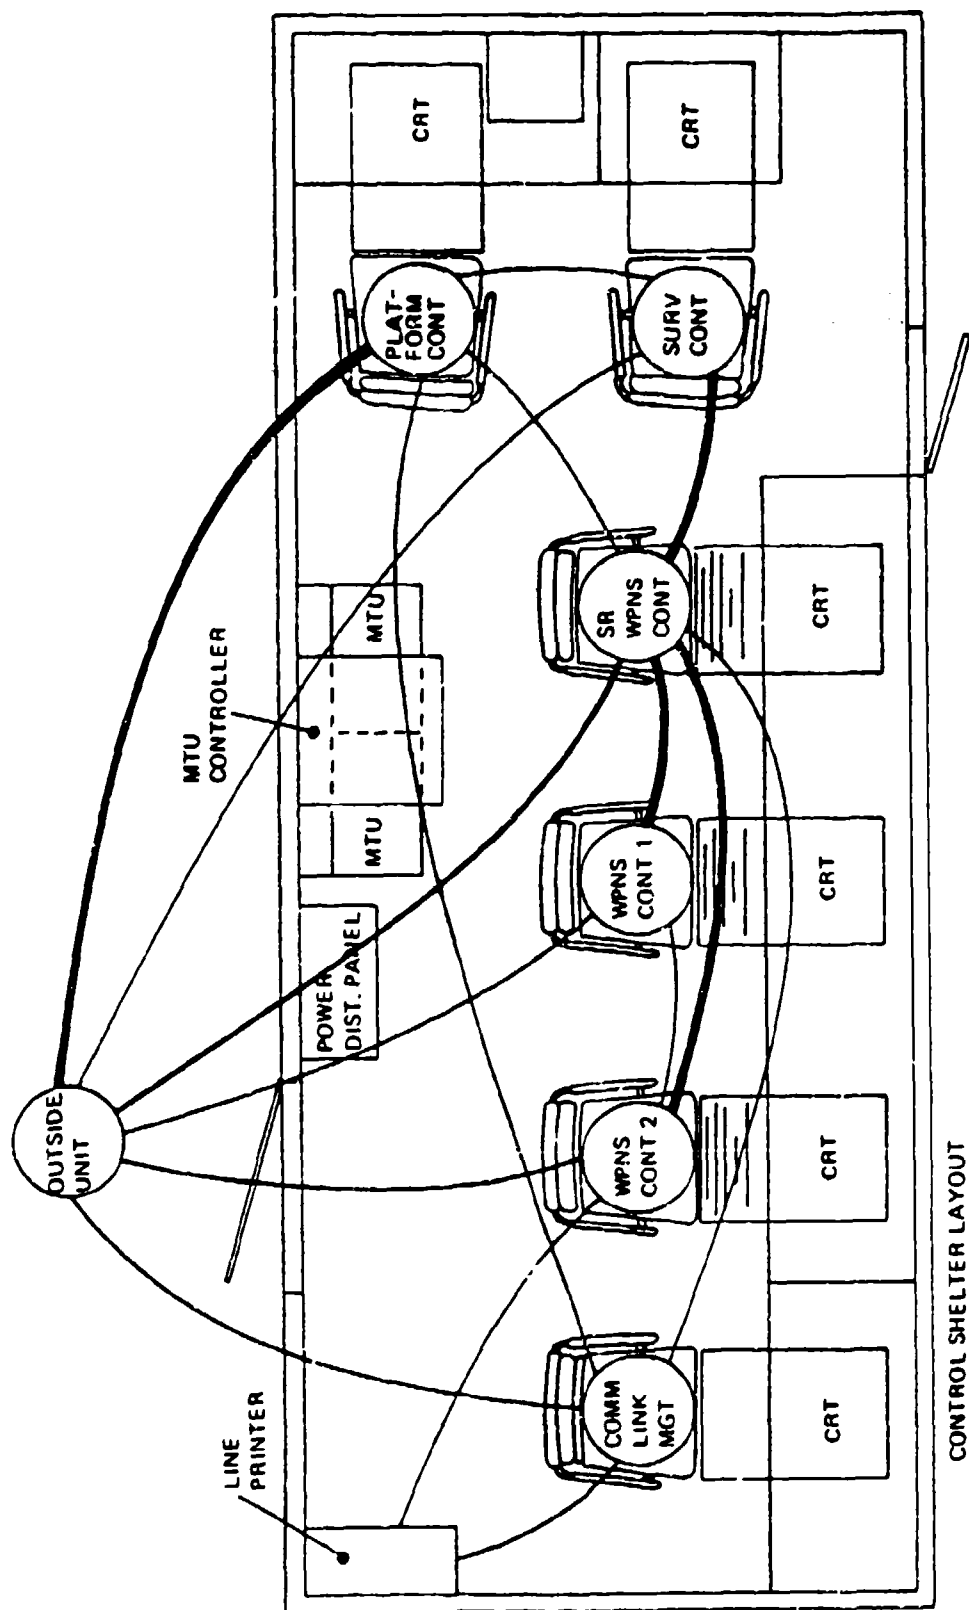 OUTSIDE
UNIT
LINE
PRINTER
MTU
CONTROLLER
POWER
DIST. PANEL
MTU
MTU
PLAT-
FORM
CONT
CRT
COMM
LINK
MGT
WPNS
CONT 2
WPNS
CONT 1
SR
WPNS
CONT
SURV
CONT
CRT
CRT
CRT
CRT
CRT
CONTROL SHELTER LAYOUT